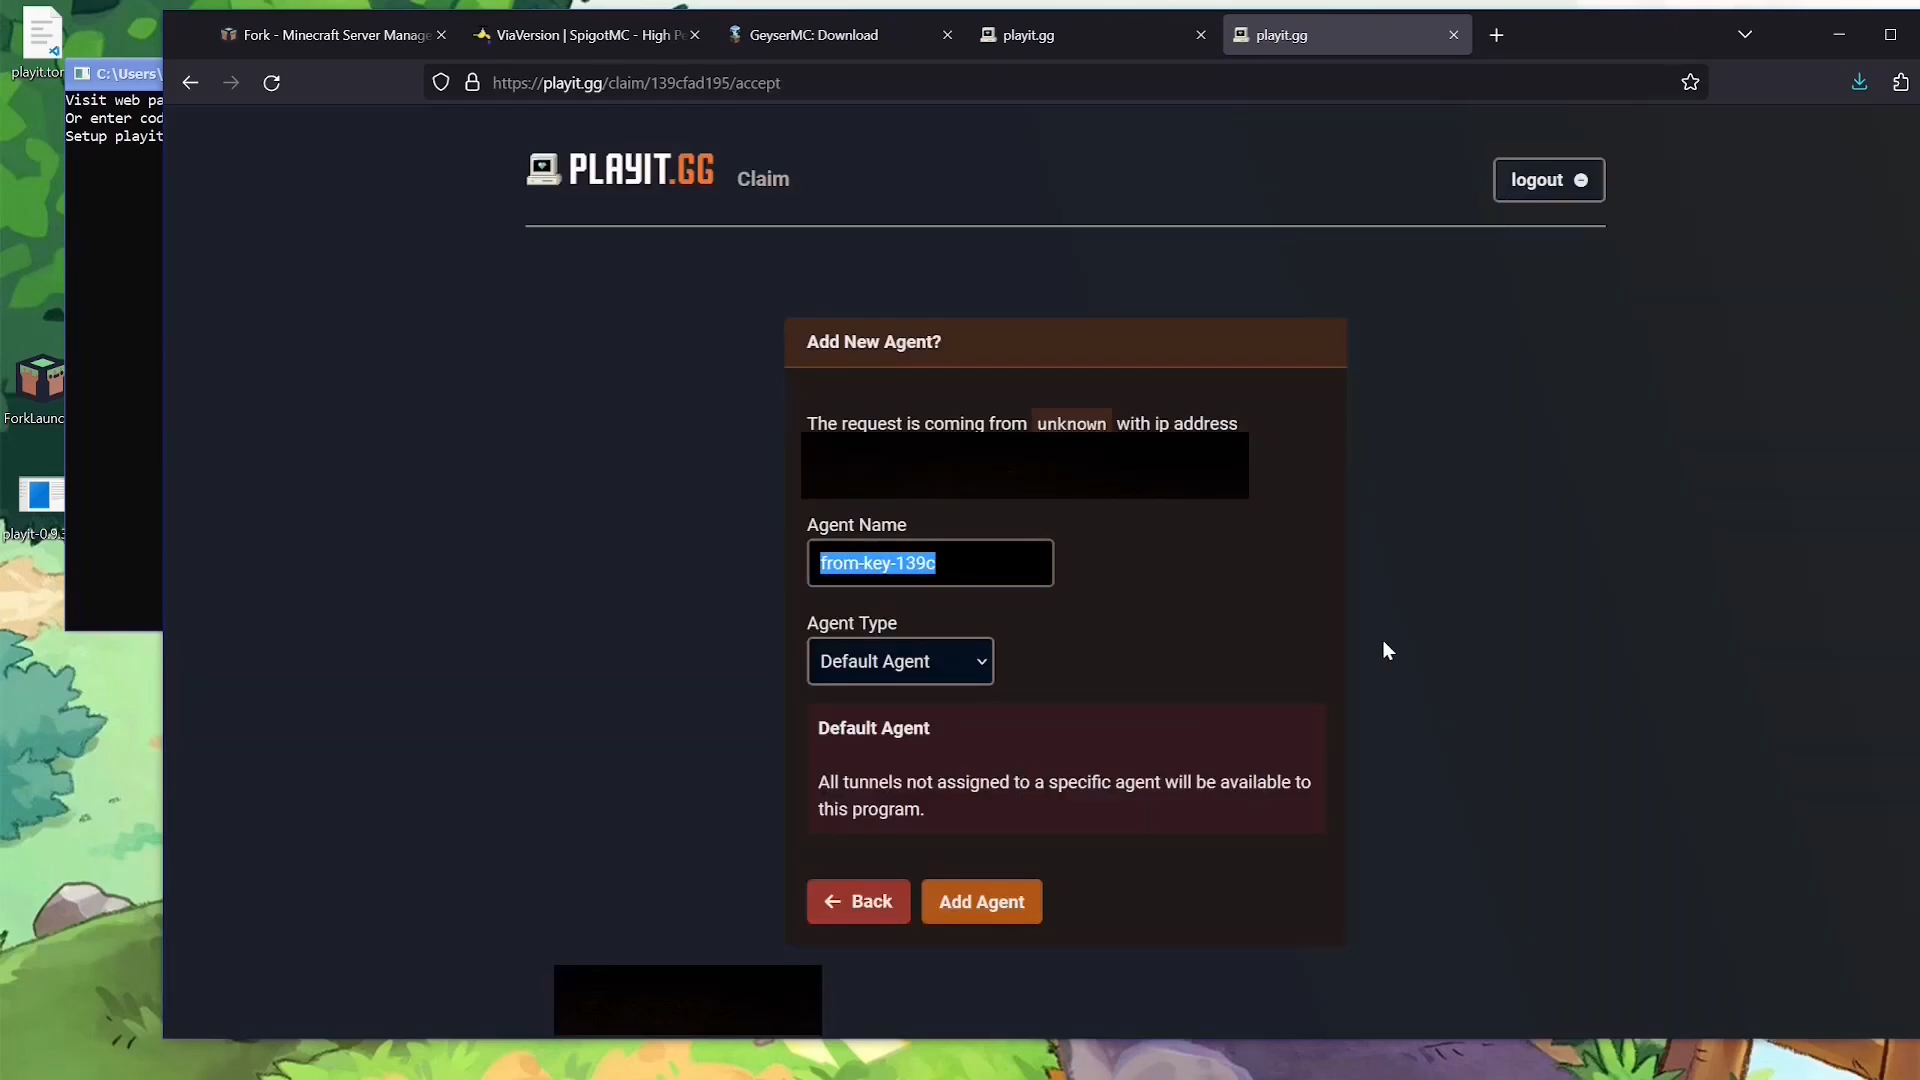 Fork - Minecraft Server Manage
ViaVersion | SpigotMC - High Pe
GeyserMC: Download
playit.gg
playit.gg
https://playit.gg/claim/139cfad195/accept
playit.tor
C:\Users\
Visit web pa
Or enter cod
Setup playit
ForkLaunc
playit-0.9.3
PLAYIT.GG
Claim
logout
Add New Agent?
The request is coming from unknown with ip address
Agent Name
from-key-139c
Agent Type
Default Agent
Default Agent
All tunnels not assigned to a specific agent will be available to
this program.
Back
Add Agent